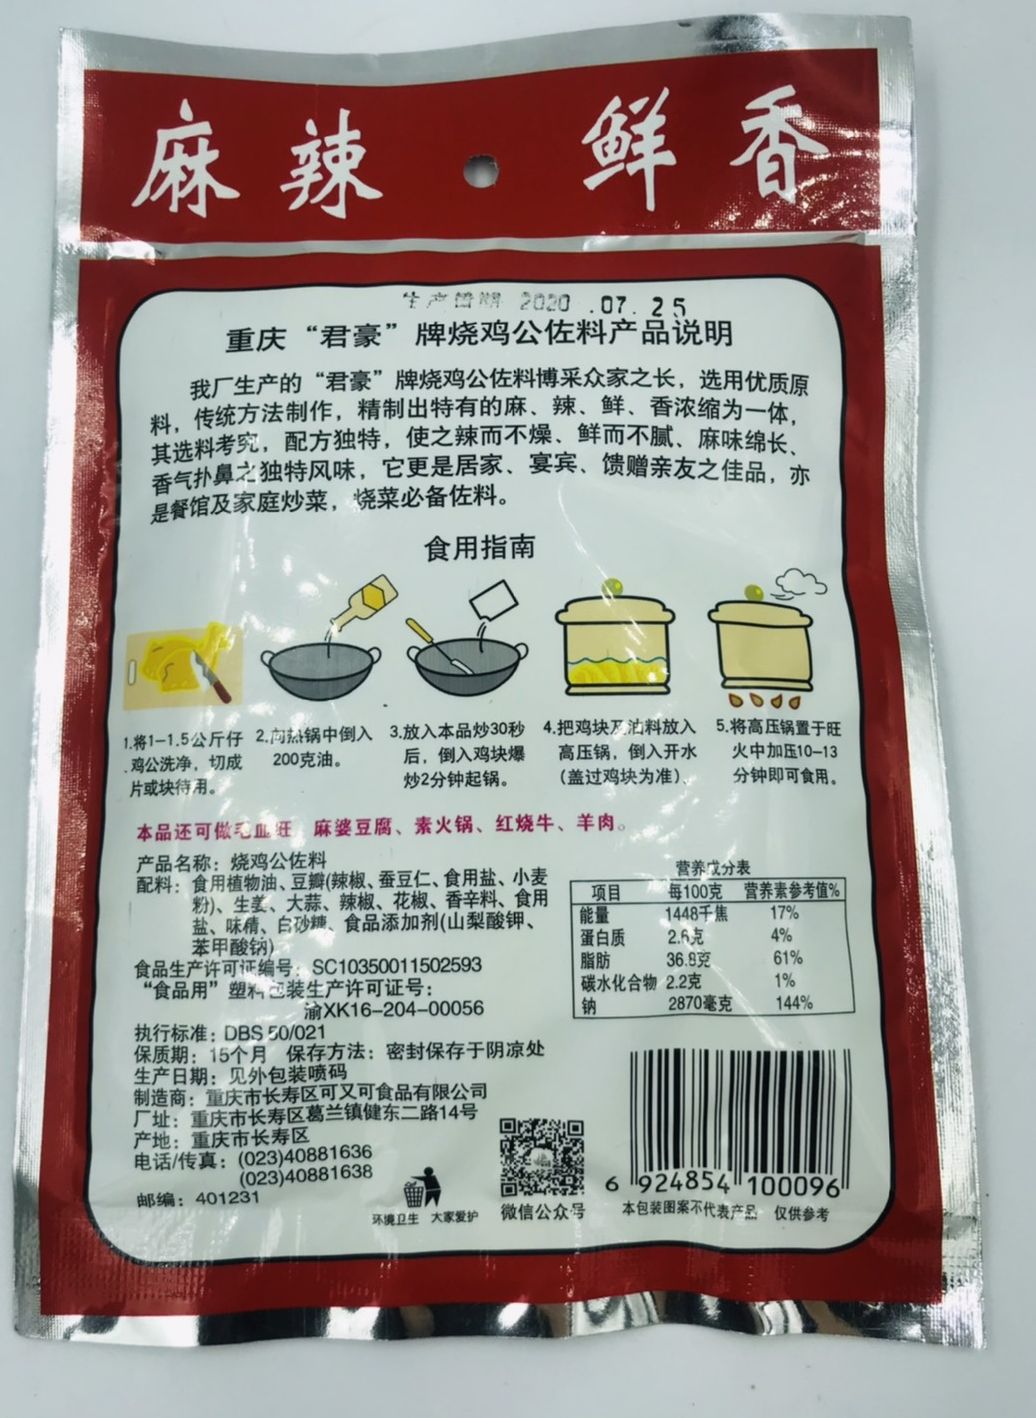 麻辣 鲜香
生产日期 2020.07.25
重庆“君豪”牌烧鸡公佐料产品说明
我厂生产的“君豪”牌烧鸡公佐料博采众家之长，选用优质原
料，传统方法制作，精制出特有的麻、辣、鲜、香浓缩为一体，
其选料考究，配方独特，使之辣而不燥、鲜而不腻、麻味绵长、
香气扑鼻之独特风味，它更是居家、宴宾、馈赠亲友之佳品，亦
是餐馆及家庭炒菜，烧菜必备佐料。
食用指南
1.将1-1.5公斤仔
鸡公洗净，切成
片或块待用。
2.向热锅中倒入
200克油。
3.放入本品炒30秒
后，倒入鸡块爆
炒2分钟起锅。
4.把鸡块及油料放入
高压锅，倒入开水
（盖过鸡块为准）
5.将高压锅置于旺
火中加压10-13
分钟即可食用。
本品还可做毛血旺、麻婆豆腐、素火锅、红烧牛、羊肉。
产品名称：烧鸡公佐料
配料：食用植物油、豆瓣(辣椒、蚕豆仁、食用盐、小麦
粉)、生姜、大蒜、辣椒、花椒、香辛料、食用
盐、味精、白砂糖、食品添加剂(山梨酸钾、
苯甲酸钠)
食品生产许可证编号：SC10350011502593
“食品用”塑料包装生产许可证号：
渝XK16-204-00056
执行标准：DBS 50/021
保质期：15个月 保存方法：密封保存于阴凉处
生产日期：见外包装喷码
制造商：重庆市长寿区可又可食品有限公司
厂址：重庆市长寿区葛兰镇健东二路14号
产地：重庆市长寿区
电话/传真：(023)40881636
(023)40881638
邮编：401231
营养成分表
项目 每100克 营养素参考值%
能量 1448千焦 17%
蛋白质 2.6克 4%
脂肪 36.8克 61%
碳水化合物 2.2克 1%
钠 2870毫克 144%
环境卫生 大家爱护
微信公众号
6 924854 100096
本包装图案不代表产品 仅供参考